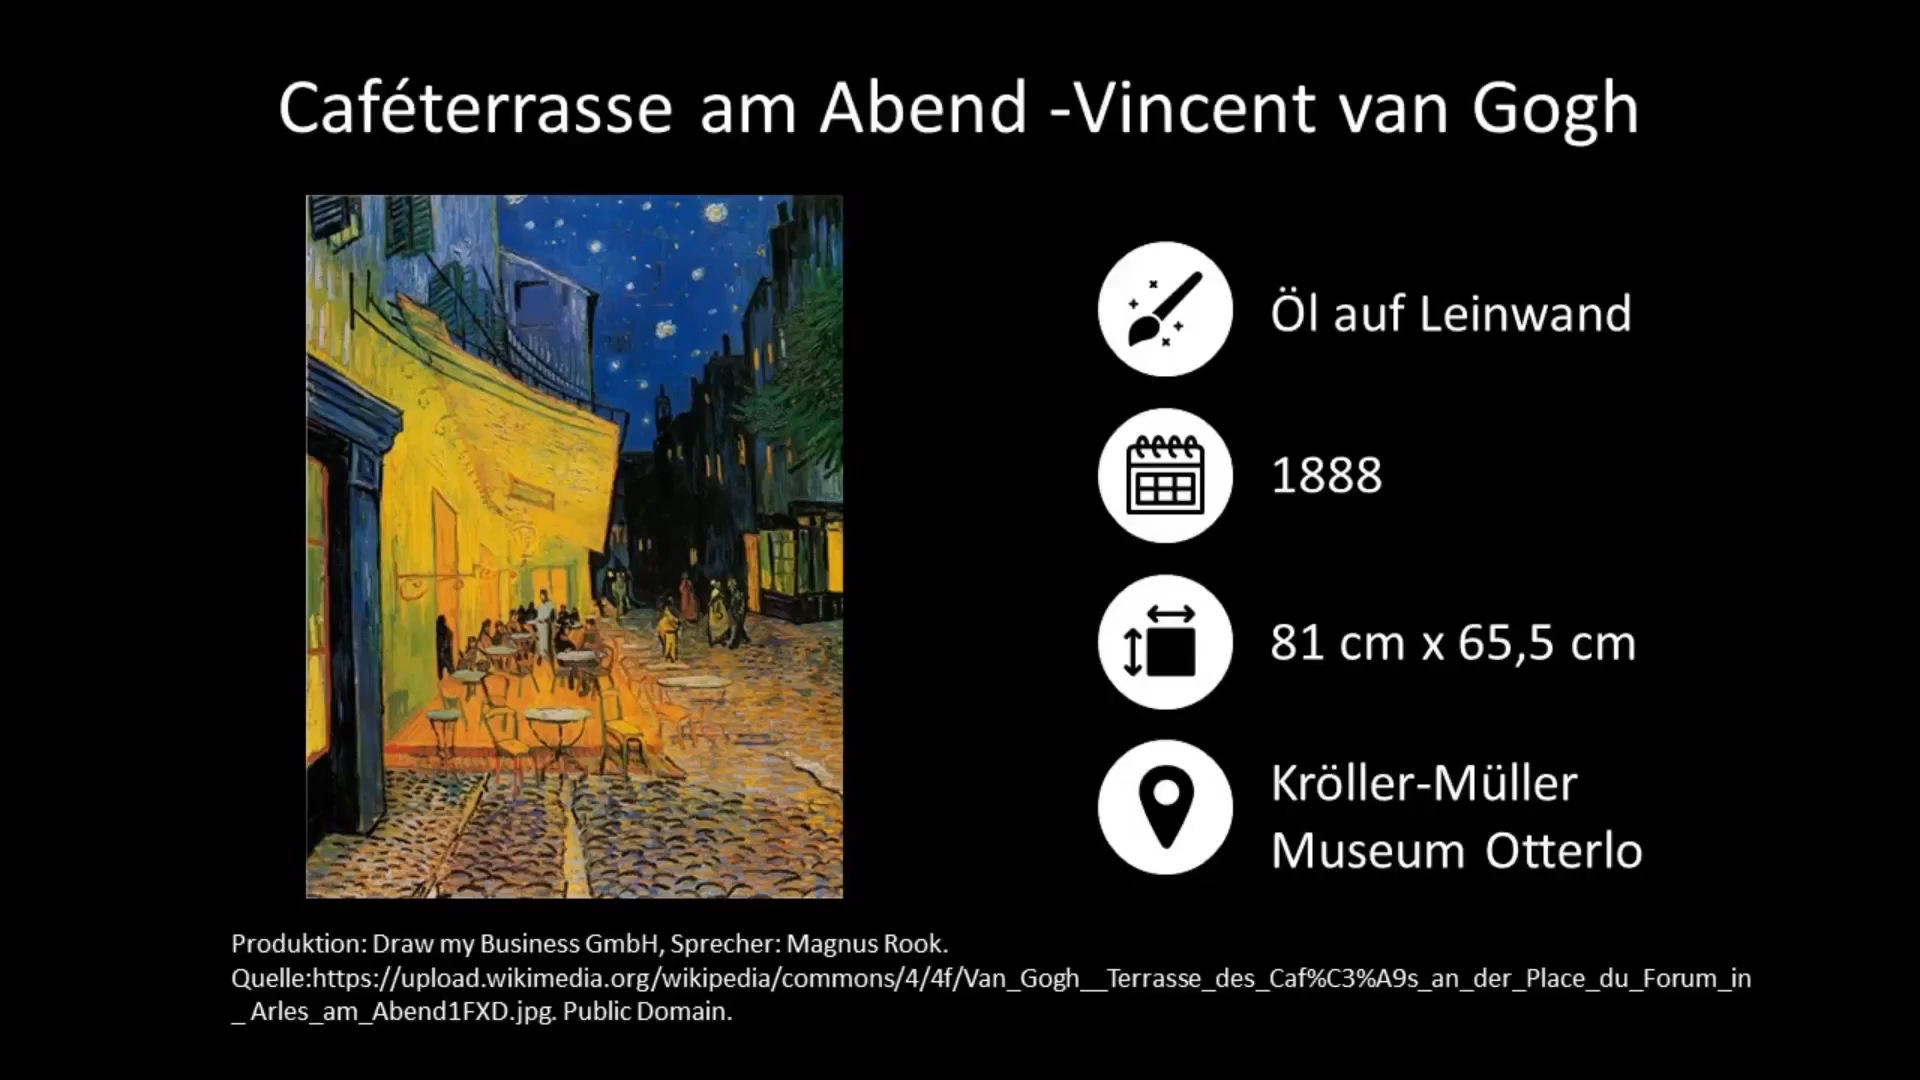 Caféterrasse am Abend -Vincent van Gogh
Öl auf Leinwand
1888
81 cm x 65,5 cm
Kröller-Müller
Museum Otterlo
Produktion: Draw my Business GmbH, Sprecher: Magnus Rook.
Quelle:https://upload.wikimedia.org/wikipedia/commons/4/4f/Van_Gogh__Terrasse_des_Caf%C3%A9s_an_der_Place_du_Forum_in
_ Arles_am_Abend1FXD.jpg. Public Domain.